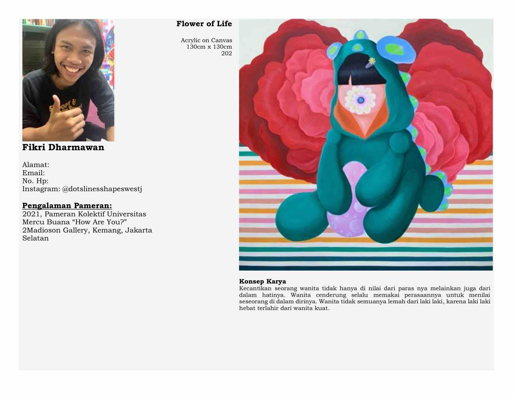 Flower of Life
Acrylic on Canvas
130cm x 130cm
202
Fikri Dharmawan
Alamat:
Email:
No. Hp:
Instagram: @dotslinesshapeswestj
Pengalaman Pameran:
2021, Pameran Kolektif Universitas
Mercu Buana “How Are You?”
2Madioson Gallery, Kemang, Jakarta
Selatan
Konsep Karya
Kecantikan seorang wanita tidak hanya di nilai dari paras nya melainkan juga dari
dalam hatinya. Wanita cenderung selalu memakai perasaannya untuk menilai
seseorang di dalam dirinya. Wanita tidak semuanya lemah dari laki laki, karena laki laki
hebat terlahir dari wanita kuat.